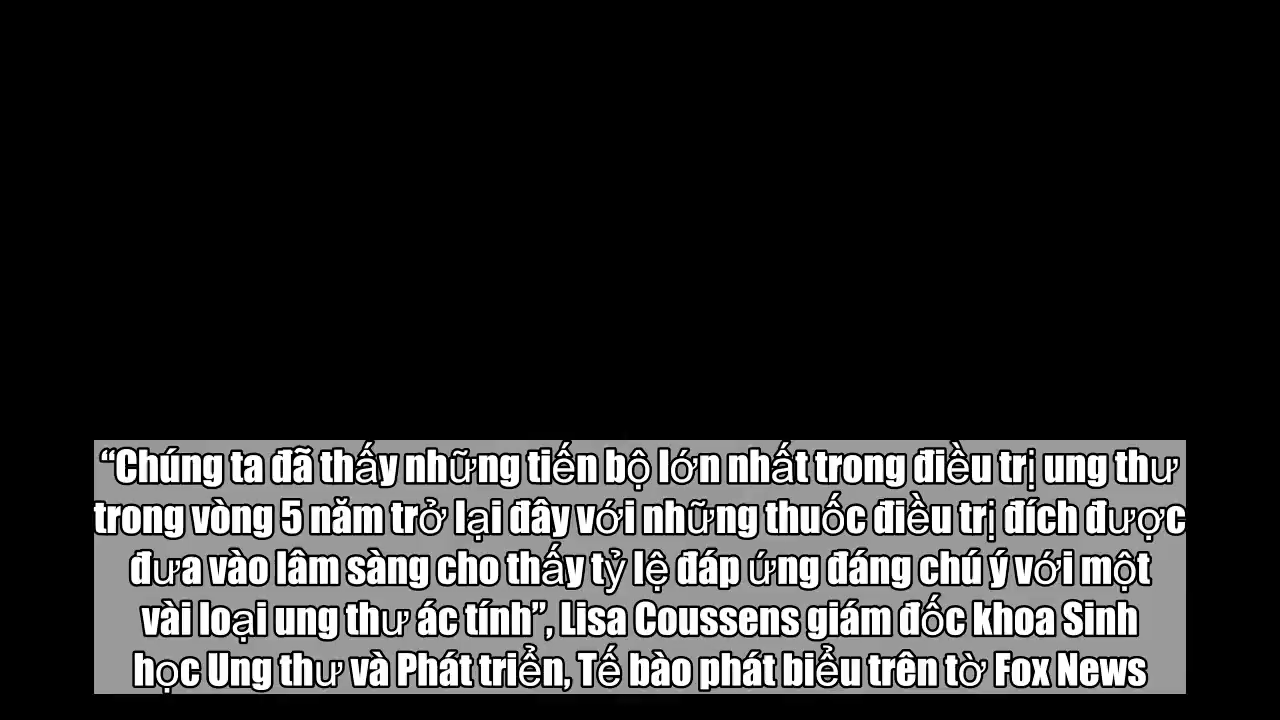 “Chúng ta đã thấy những tiến bộ lớn nhất trong điều trị ung thư
trong vòng 5 năm trở lại đây với những thuốc điều trị đích được
đưa vào lâm sàng cho thấy tỷ lệ đáp ứng đáng chú ý với một
vài loại ung thư ác tính”, Lisa Coussens giám đốc khoa Sinh
học Ung thư và Phát triển, Tế bào phát biểu trên tờ Fox News